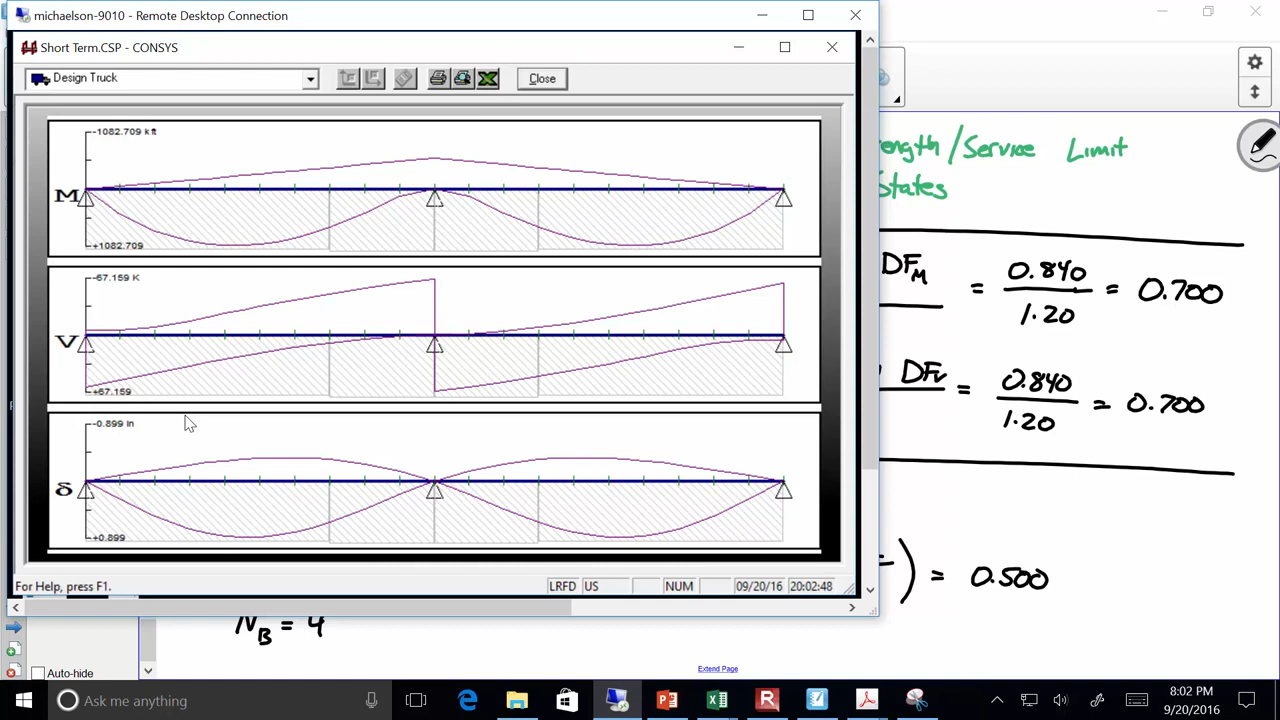 michaelson-9010 - Remote Desktop Connection
Short Term.CSP - CONSYS
Design Truck
Close
-1082.709 kft
M
+1082.709
-67.159 K
V
+67.159
-0.899 in
δ
+0.899
For Help, press F1.
LRFD US NUM 09/20/16 20:02:48
/Service Limit
States
DFM = 0.840 / 1.20 = 0.700
DFv = 0.840 / 1.20 = 0.700
) = 0.500
NB = 4
Extend Page
Auto-hide
Ask me anything
8:02 PM
9/20/2016